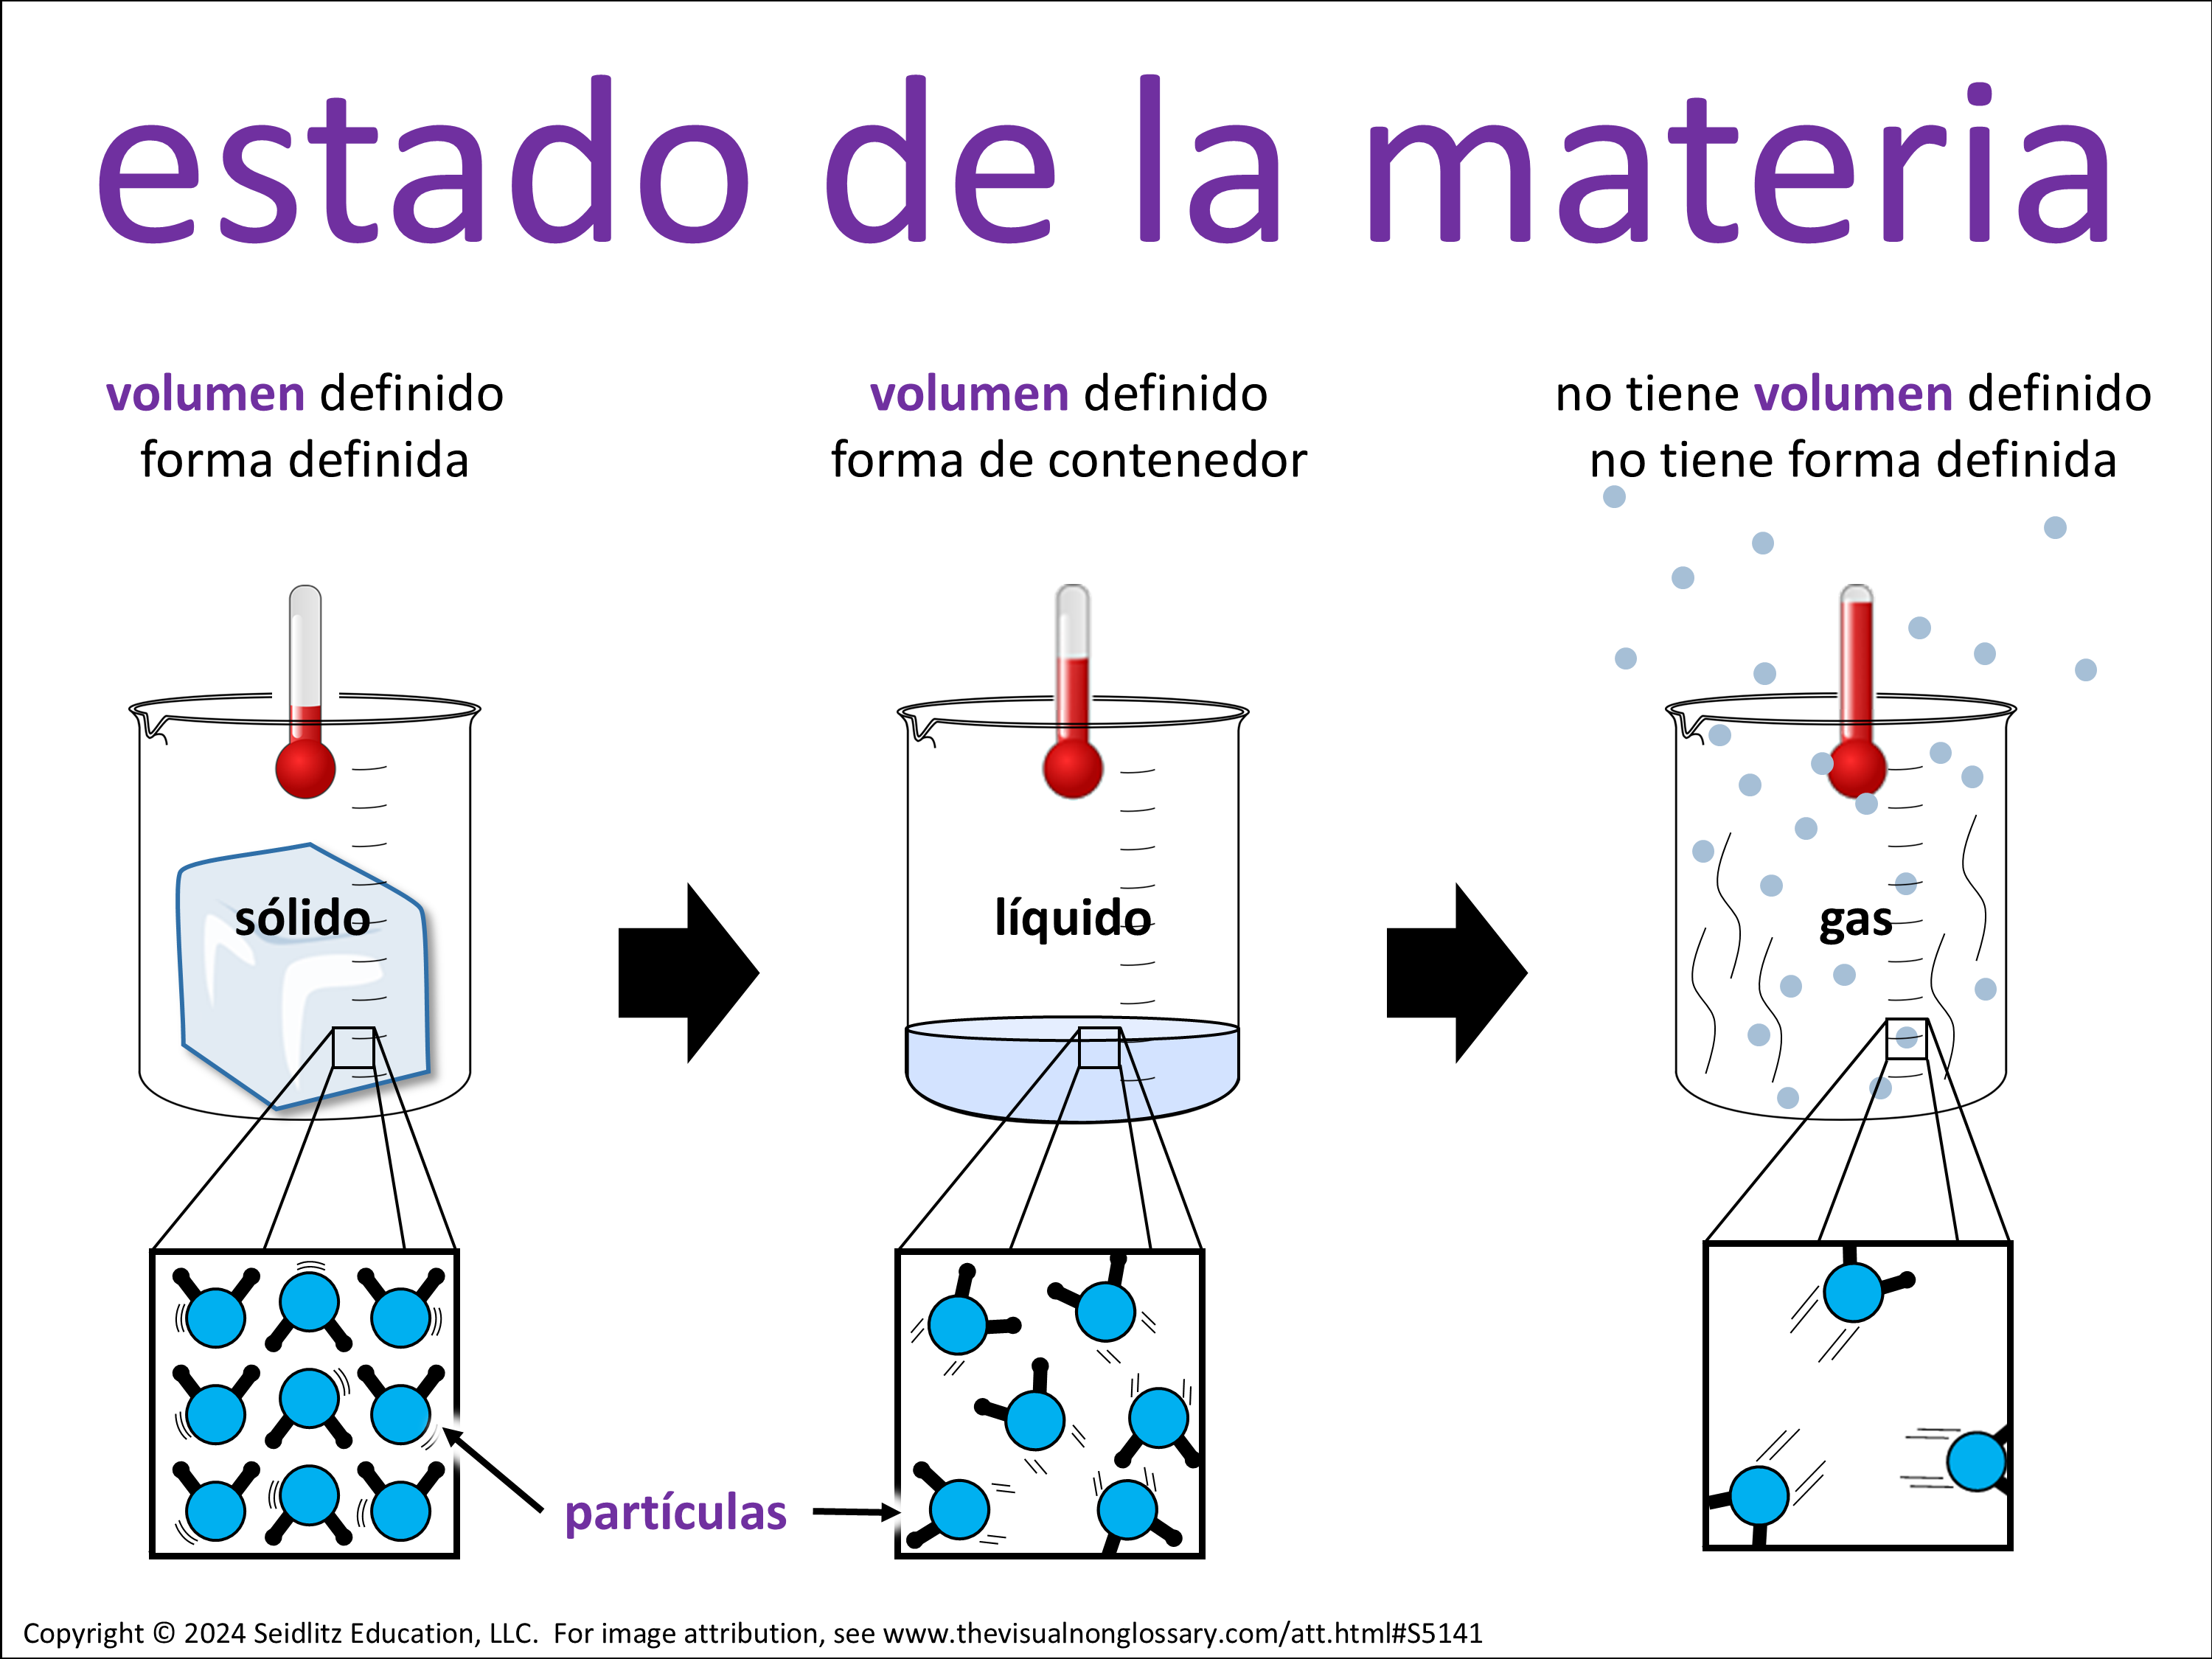 estado de la materia
volumen definido
forma definida
volumen definido
forma de contenedor
no tiene volumen definido
no tiene forma definida
sólido
líquido
gas
partículas
Copyright © 2024 Seidlitz Education, LLC.  For image attribution, see www.thevisualnonglossary.com/att.html#S5141